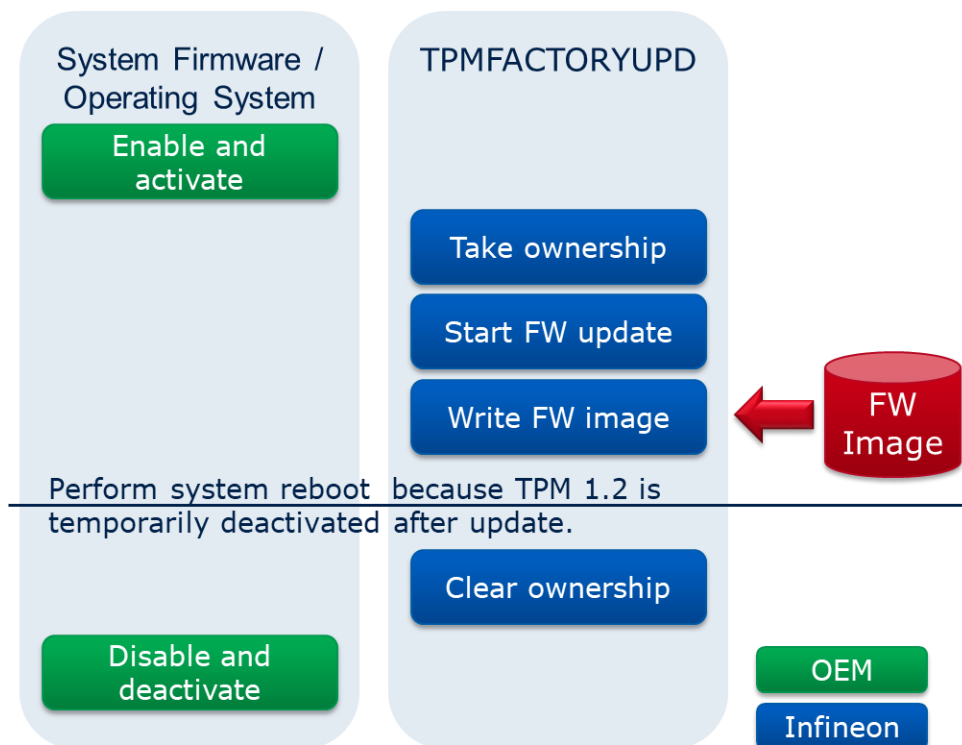 System Firmware /
Operating System
TPMFACTORYUPD
Enable and
activate
Take ownership
Start FW update
Write FW image
FW
Image
Perform system reboot because TPM 1.2 is
temporarily deactivated after update.
Clear ownership
Disable and
deactivate
OEM
Infineon